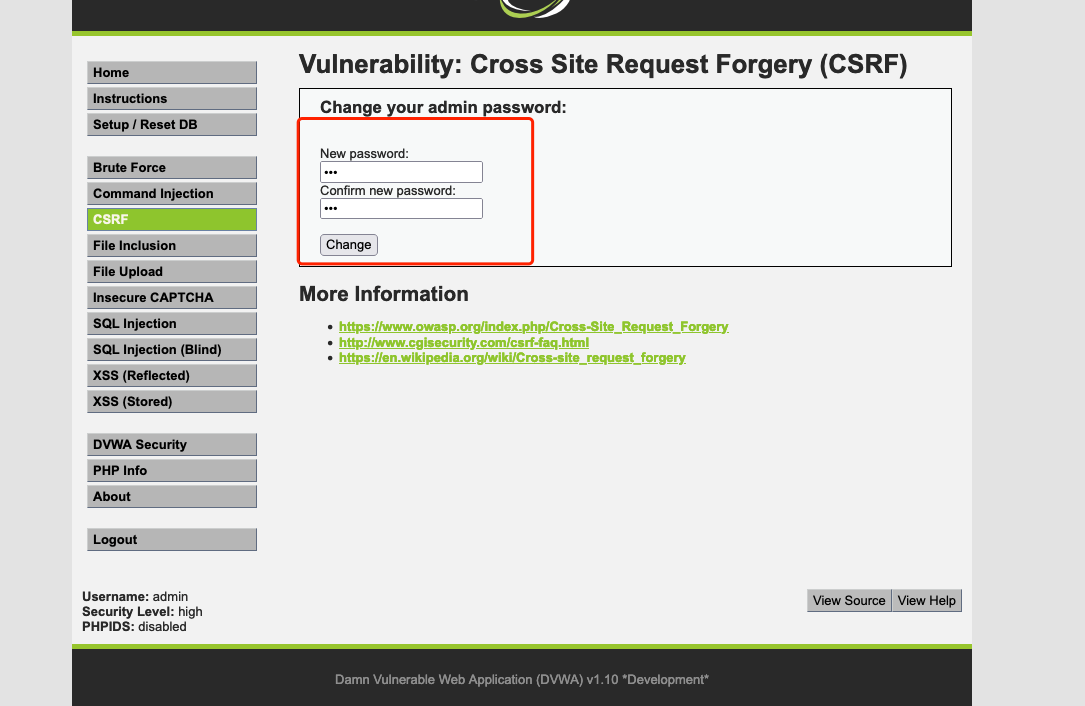 Home
Instructions
Setup / Reset DB
Brute Force
Command Injection
CSRF
File Inclusion
File Upload
Insecure CAPTCHA
SQL Injection
SQL Injection (Blind)
XSS (Reflected)
XSS (Stored)
DVWA Security
PHP Info
About
Logout
Vulnerability: Cross Site Request Forgery (CSRF)
Change your admin password:
New password:
•••
Confirm new password:
•••
Change
More Information
• https://www.owasp.org/index.php/Cross-Site_Request_Forgery
• http://www.cgisecurity.com/csrf-faq.html
• https://en.wikipedia.org/wiki/Cross-site_request_forgery
Username: admin
Security Level: high
PHPIDS: disabled
View Source View Help
Damn Vulnerable Web Application (DVWA) v1.10 *Development*